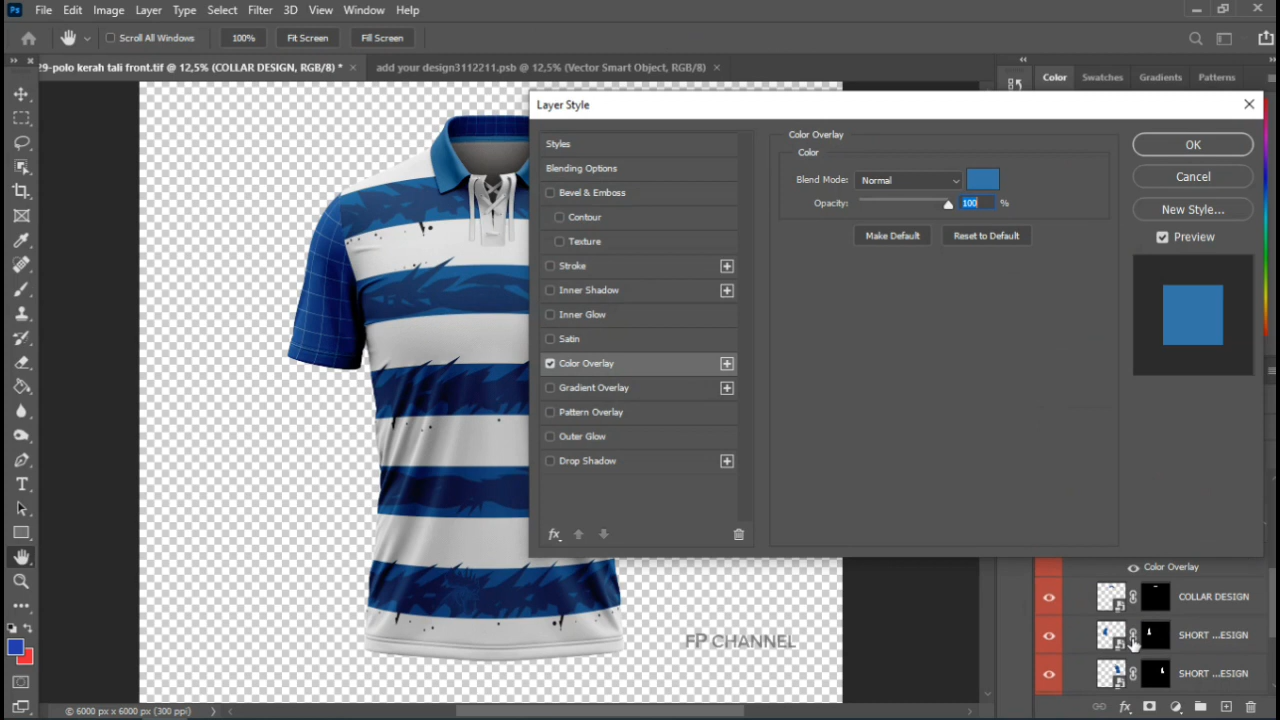 Ps File Edit Image Layer Type Select Filter 3D View Window Help
Scroll All Windows 100% Fit Screen Fill Screen
29-polo kerah tali front.tif @ 12,5% (COLLAR DESIGN, RGB/8) * × add your design3112211.psb @ 12,5% (Vector Smart Object, RGB/8) ×
Color Swatches Gradients Patterns
Layer Style
Styles
Blending Options
Bevel & Emboss
Contour
Texture
Stroke
Inner Shadow
Inner Glow
Satin
Color Overlay
Gradient Overlay
Pattern Overlay
Outer Glow
Drop Shadow
fx
Color Overlay
Color
Blend Mode: Normal
Opacity: 100 %
Make Default Reset to Default
OK
Cancel
New Style...
Preview
Color Overlay
COLLAR DESIGN
SHORT ...ESIGN
SHORT ...ESIGN
FP CHANNEL
© 6000 px x 6000 px (300 ppi)
fx